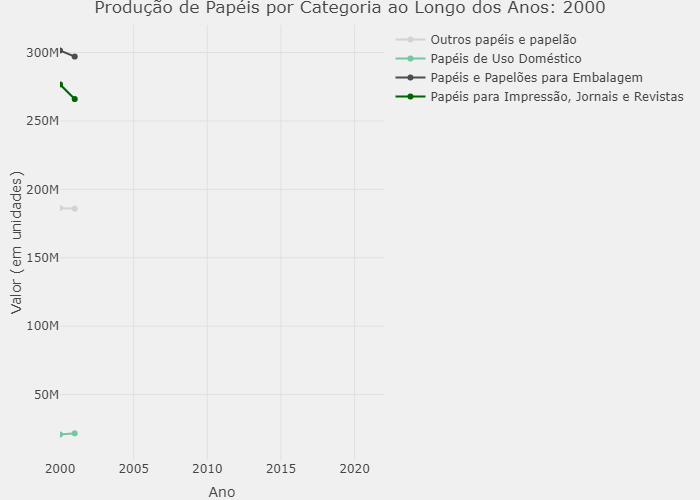 Produção de Papéis por Categoria ao Longo dos Anos: 2000
Outros papéis e papelão
Papéis de Uso Doméstico
Papéis e Papelões para Embalagem
Papéis para Impressão, Jornais e Revistas
Valor (em unidades)
300M
250M
200M
150M
100M
50M
2000 2005 2010 2015 2020
Ano